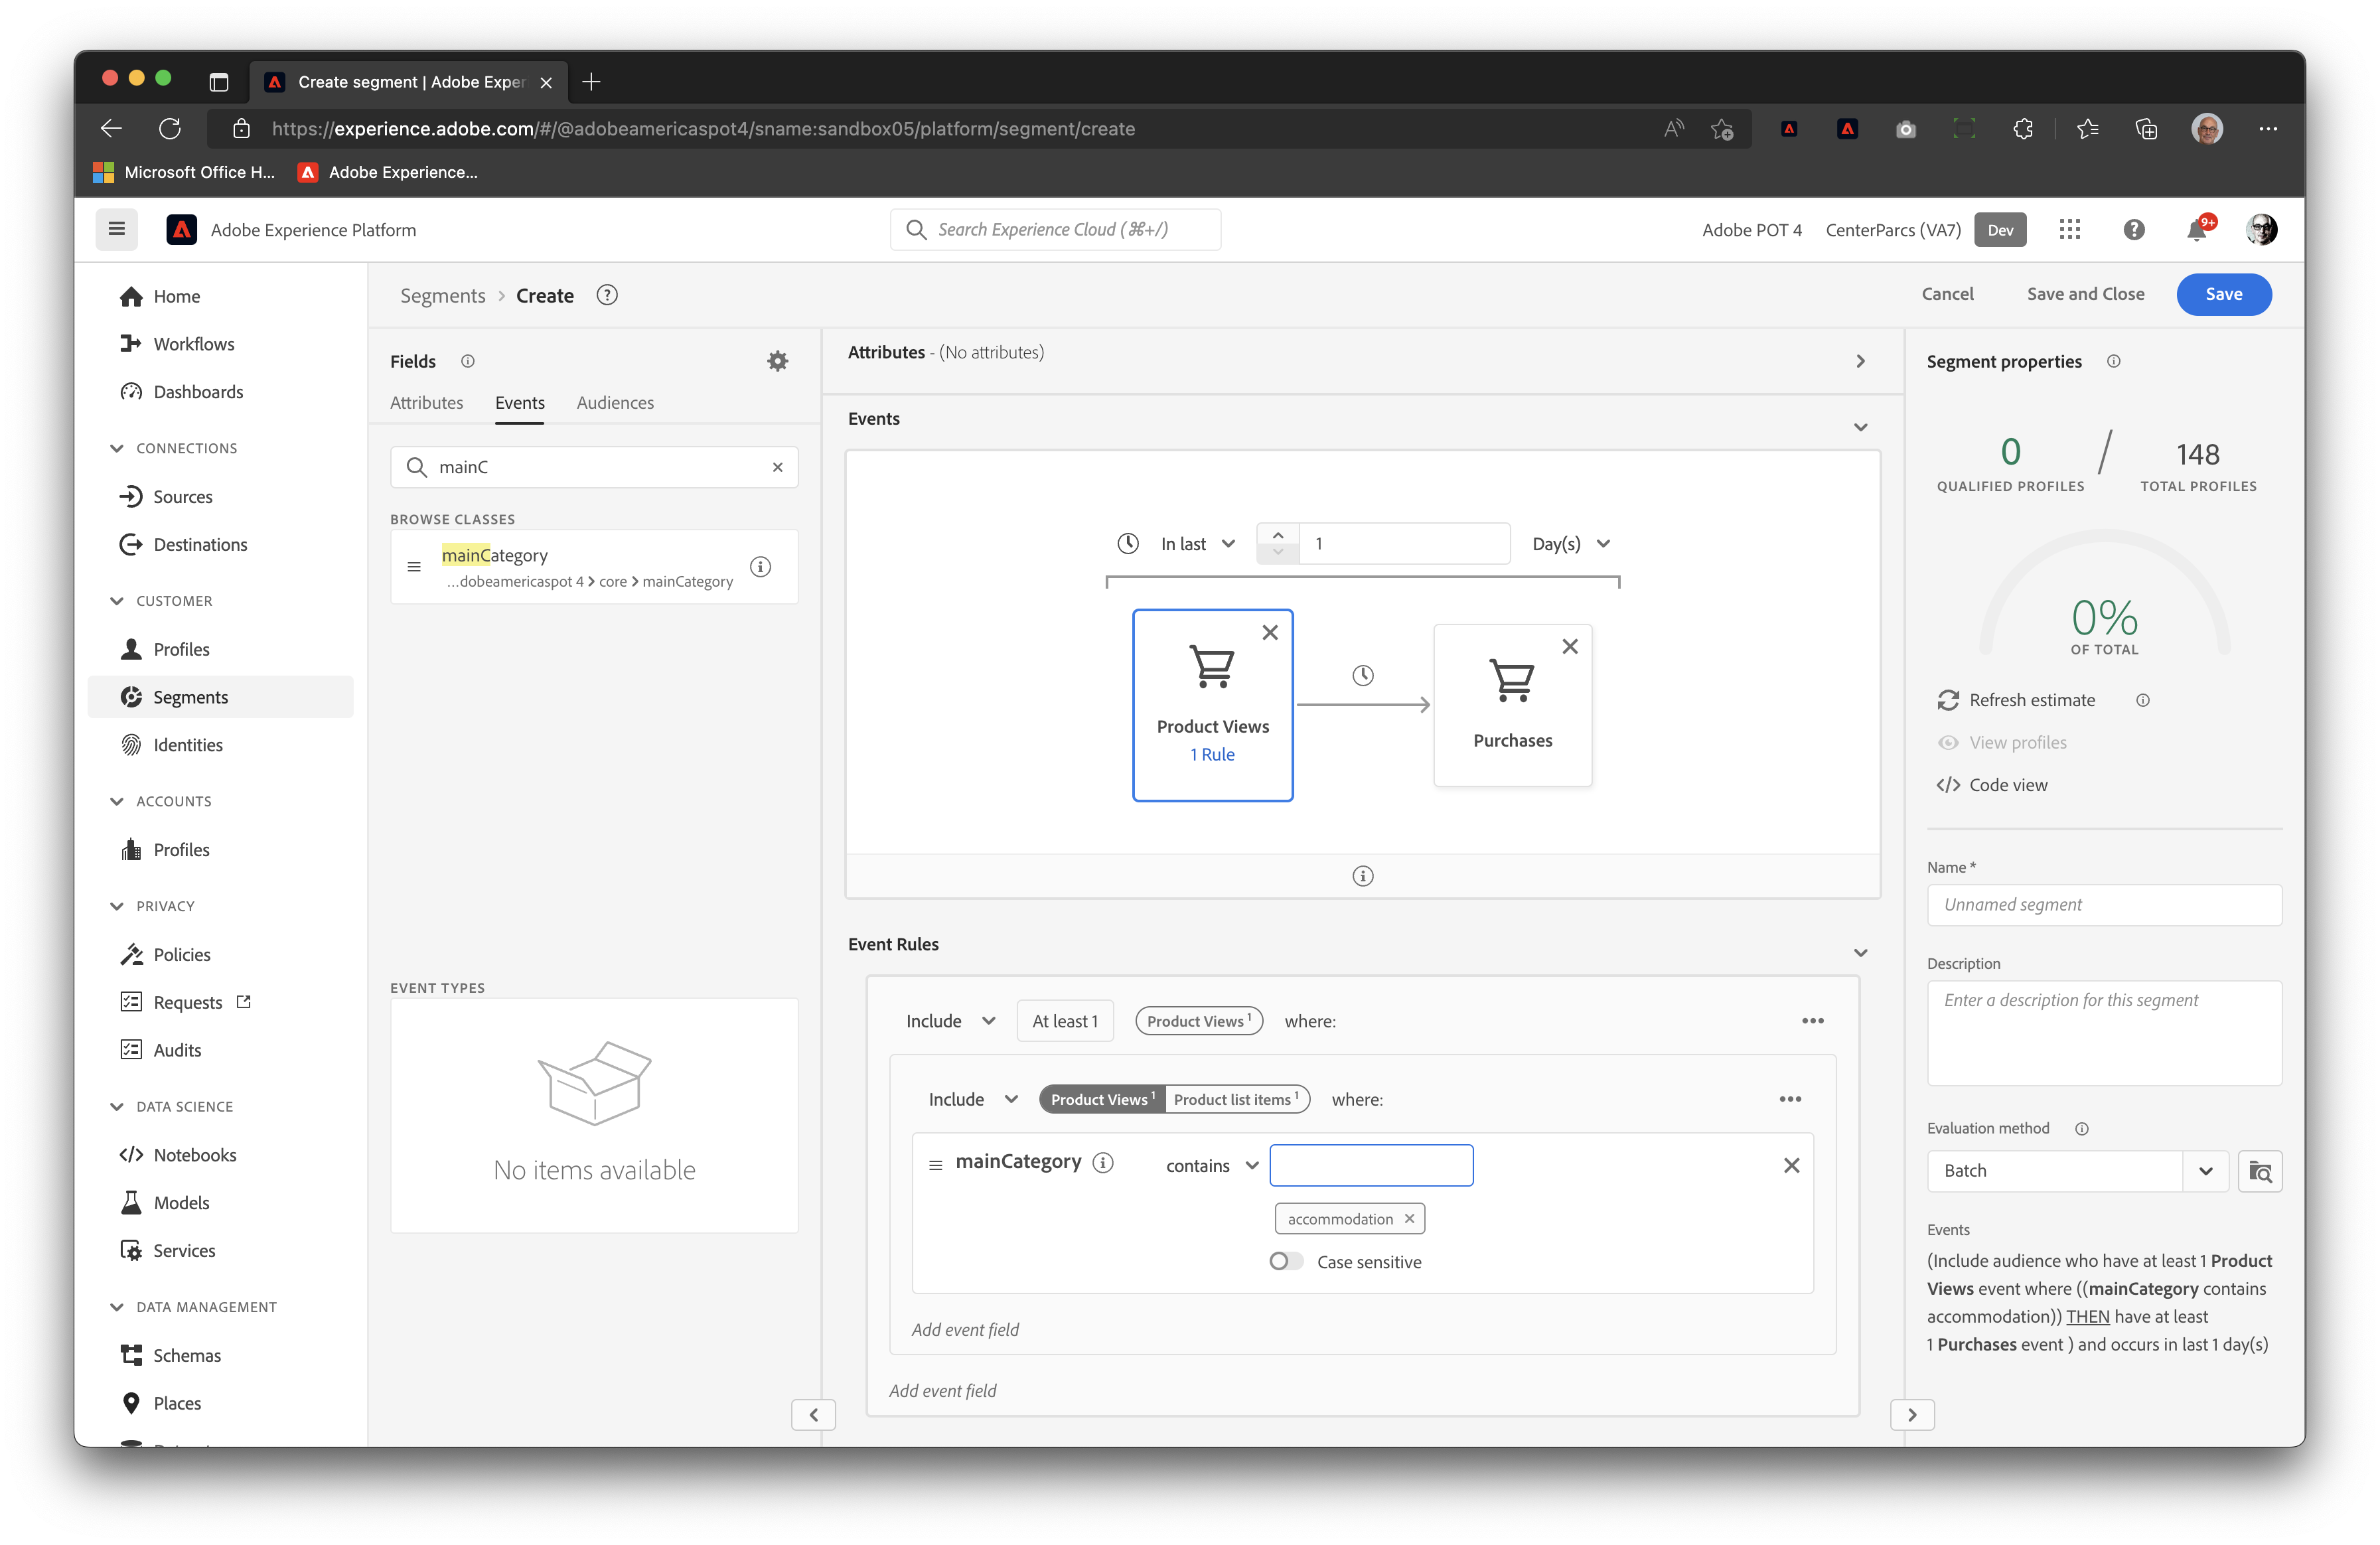 Create segment | Adobe Exper
https://experience.adobe.com/#/@adobeamericaspot4/sname:sandbox05/platform/segment/create
Microsoft Office H...
Adobe Experience...
Adobe Experience Platform
Search Experience Cloud (⌘+/)
Adobe POT 4
CenterParcs (VA7)
Dev
9+
Home
Workflows
Dashboards
CONNECTIONS
Sources
Destinations
CUSTOMER
Profiles
Segments
Identities
ACCOUNTS
Profiles
PRIVACY
Policies
Requests
Audits
DATA SCIENCE
Notebooks
Models
Services
DATA MANAGEMENT
Schemas
Places
Segments > Create
Cancel
Save and Close
Save
Fields
Attributes
Events
Audiences
mainC
BROWSE CLASSES
mainCategory
...dobeamericaspot 4 > core > mainCategory
EVENT TYPES
No items available
Attributes - (No attributes)
Events
In last
1
Day(s)
Product Views
1 Rule
Purchases
Event Rules
Include
At least 1
Product Views 1
where:
Include
Product Views 1
Product list items 1
where:
mainCategory
contains
accommodation
Case sensitive
Add event field
Add event field
Segment properties
0
/
148
QUALIFIED PROFILES
TOTAL PROFILES
0%
OF TOTAL
Refresh estimate
View profiles
Code view
Name *
Unnamed segment
Description
Enter a description for this segment
Evaluation method
Batch
Events
(Include audience who have at least 1 Product
Views event where ((mainCategory contains
accommodation)) THEN have at least
1 Purchases event ) and occurs in last 1 day(s)